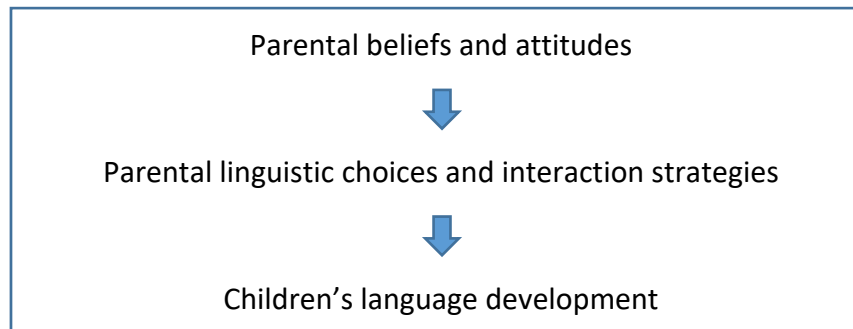 Parental beliefs and attitudes
Parental linguistic choices and interaction strategies
Children’s language development